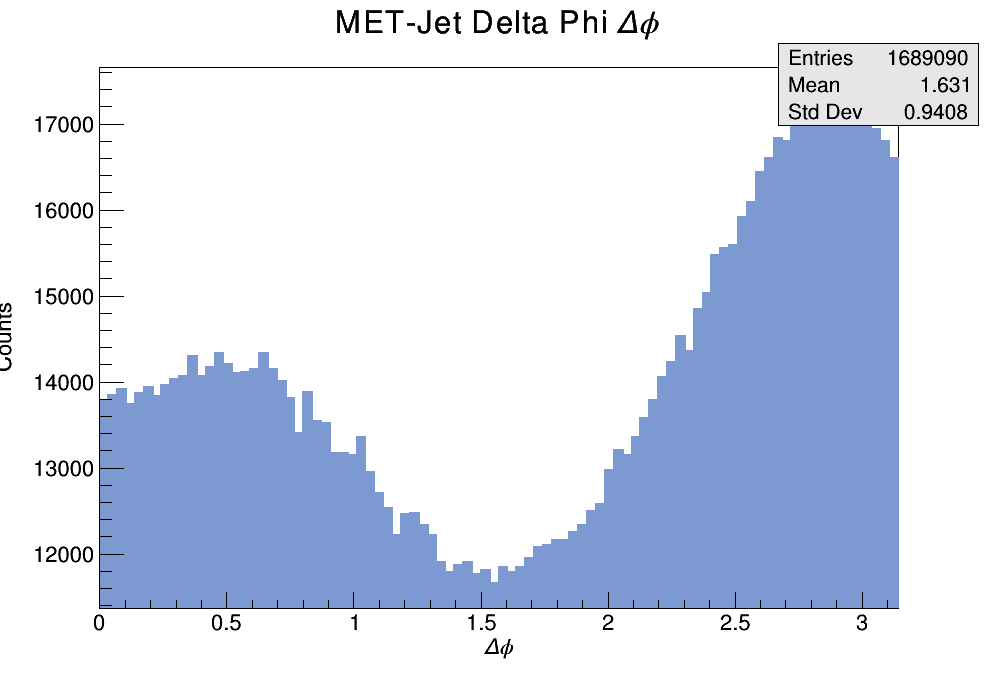 MET-Jet Delta Phi Δϕ
Entries 1689090
Mean 1.631
Std Dev 0.9408
17000
16000
15000
14000
13000
12000
Counts
0 0.5 1 1.5 2 2.5 3
Δϕ